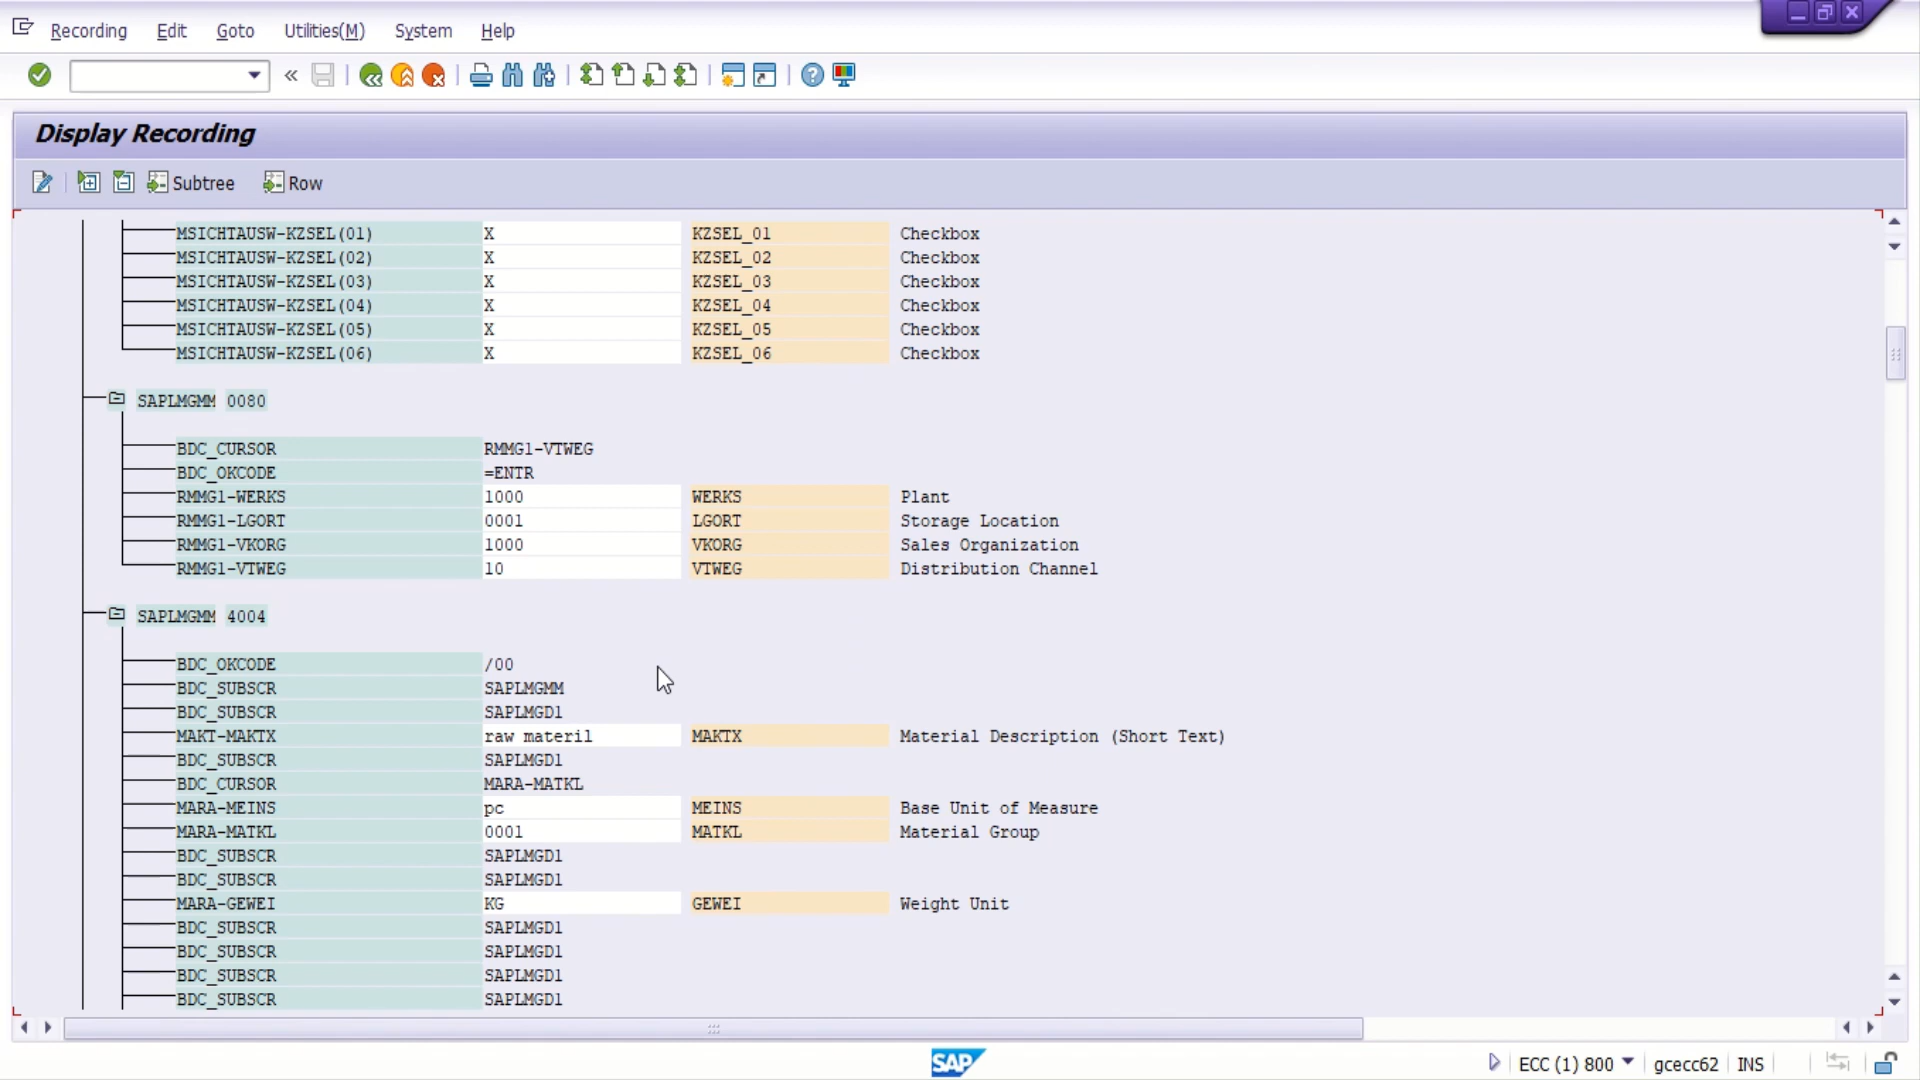 Recording Edit Goto Utilities(M) System Help
Display Recording
Subtree Row
MSICHTAUSW-KZSEL(01) X KZSEL_01 Checkbox
MSICHTAUSW-KZSEL(02) X KZSEL_02 Checkbox
MSICHTAUSW-KZSEL(03) X KZSEL_03 Checkbox
MSICHTAUSW-KZSEL(04) X KZSEL_04 Checkbox
MSICHTAUSW-KZSEL(05) X KZSEL_05 Checkbox
MSICHTAUSW-KZSEL(06) X KZSEL_06 Checkbox
SAPLMGMM 0080
BDC_CURSOR RMMG1-VTWEG
BDC_OKCODE =ENTR
RMMG1-WERKS 1000 WERKS Plant
RMMG1-LGORT 0001 LGORT Storage Location
RMMG1-VKORG 1000 VKORG Sales Organization
RMMG1-VTWEG 10 VTWEG Distribution Channel
SAPLMGMM 4004
BDC_OKCODE /00
BDC_SUBSCR SAPLMGMM
BDC_SUBSCR SAPLMGD1
MAKT-MAKTX raw materil MAKTX Material Description (Short Text)
BDC_SUBSCR SAPLMGD1
BDC_CURSOR MARA-MATKL
MARA-MEINS pc MEINS Base Unit of Measure
MARA-MATKL 0001 MATKL Material Group
BDC_SUBSCR SAPLMGD1
BDC_SUBSCR SAPLMGD1
MARA-GEWEI KG GEWEI Weight Unit
BDC_SUBSCR SAPLMGD1
BDC_SUBSCR SAPLMGD1
BDC_SUBSCR SAPLMGD1
BDC_SUBSCR SAPLMGD1
SAP ECC (1) 800 gcecc62 INS